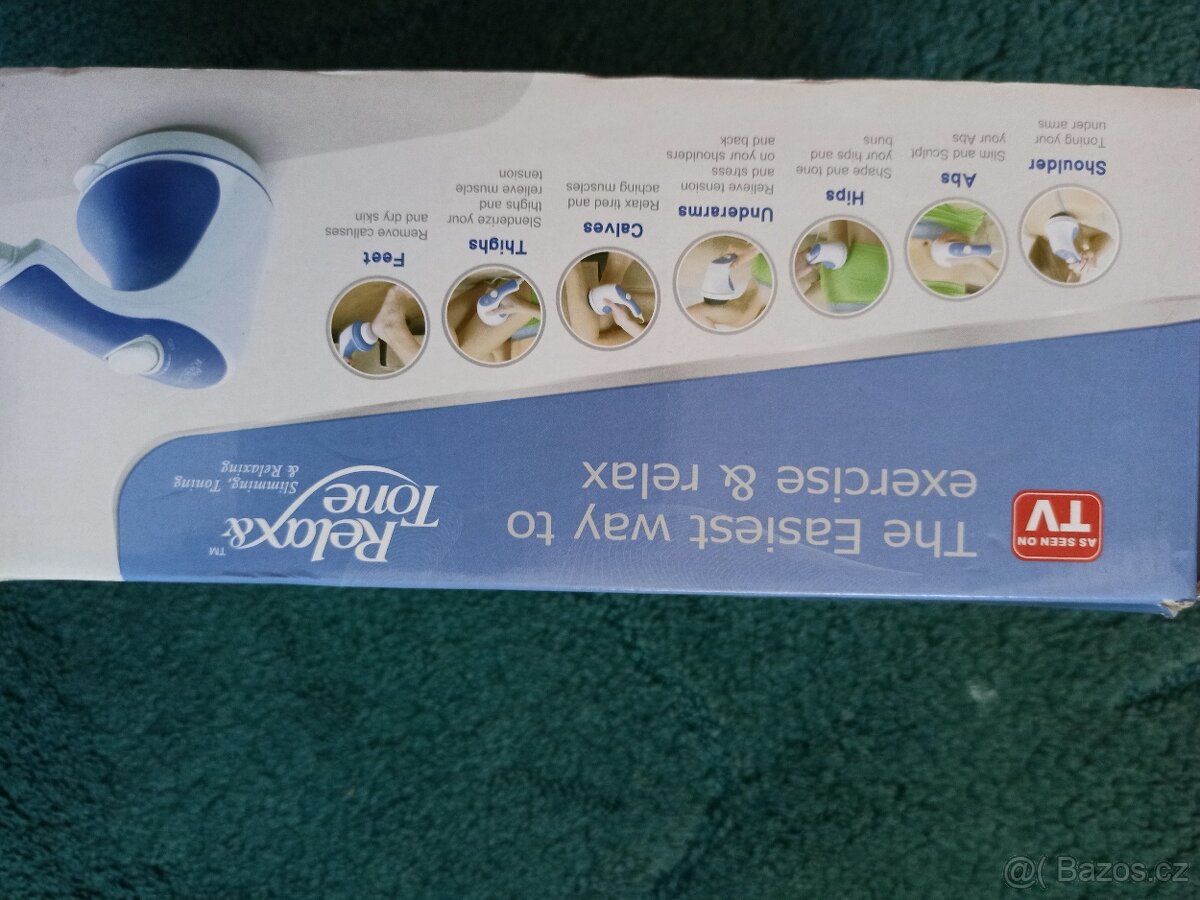 AS SEEN ON
TV
The Easiest way to
exercise & relax
Relax &
Tone
TM
Slimming, Toning
& Relaxing
Shoulder
Toning your
under arms
Abs
Slim and Sculpt
your Abs
Hips
Shape and tone
your hips and
buns
Underarms
Relieve tension
and stress
on your shoulders
and back
Calves
Relax tired and
aching muscles
Thighs
Slenderize your
thighs and
relieve muscle
tension
Feet
Remove calluses
and dry skin
@( Bazos.cz